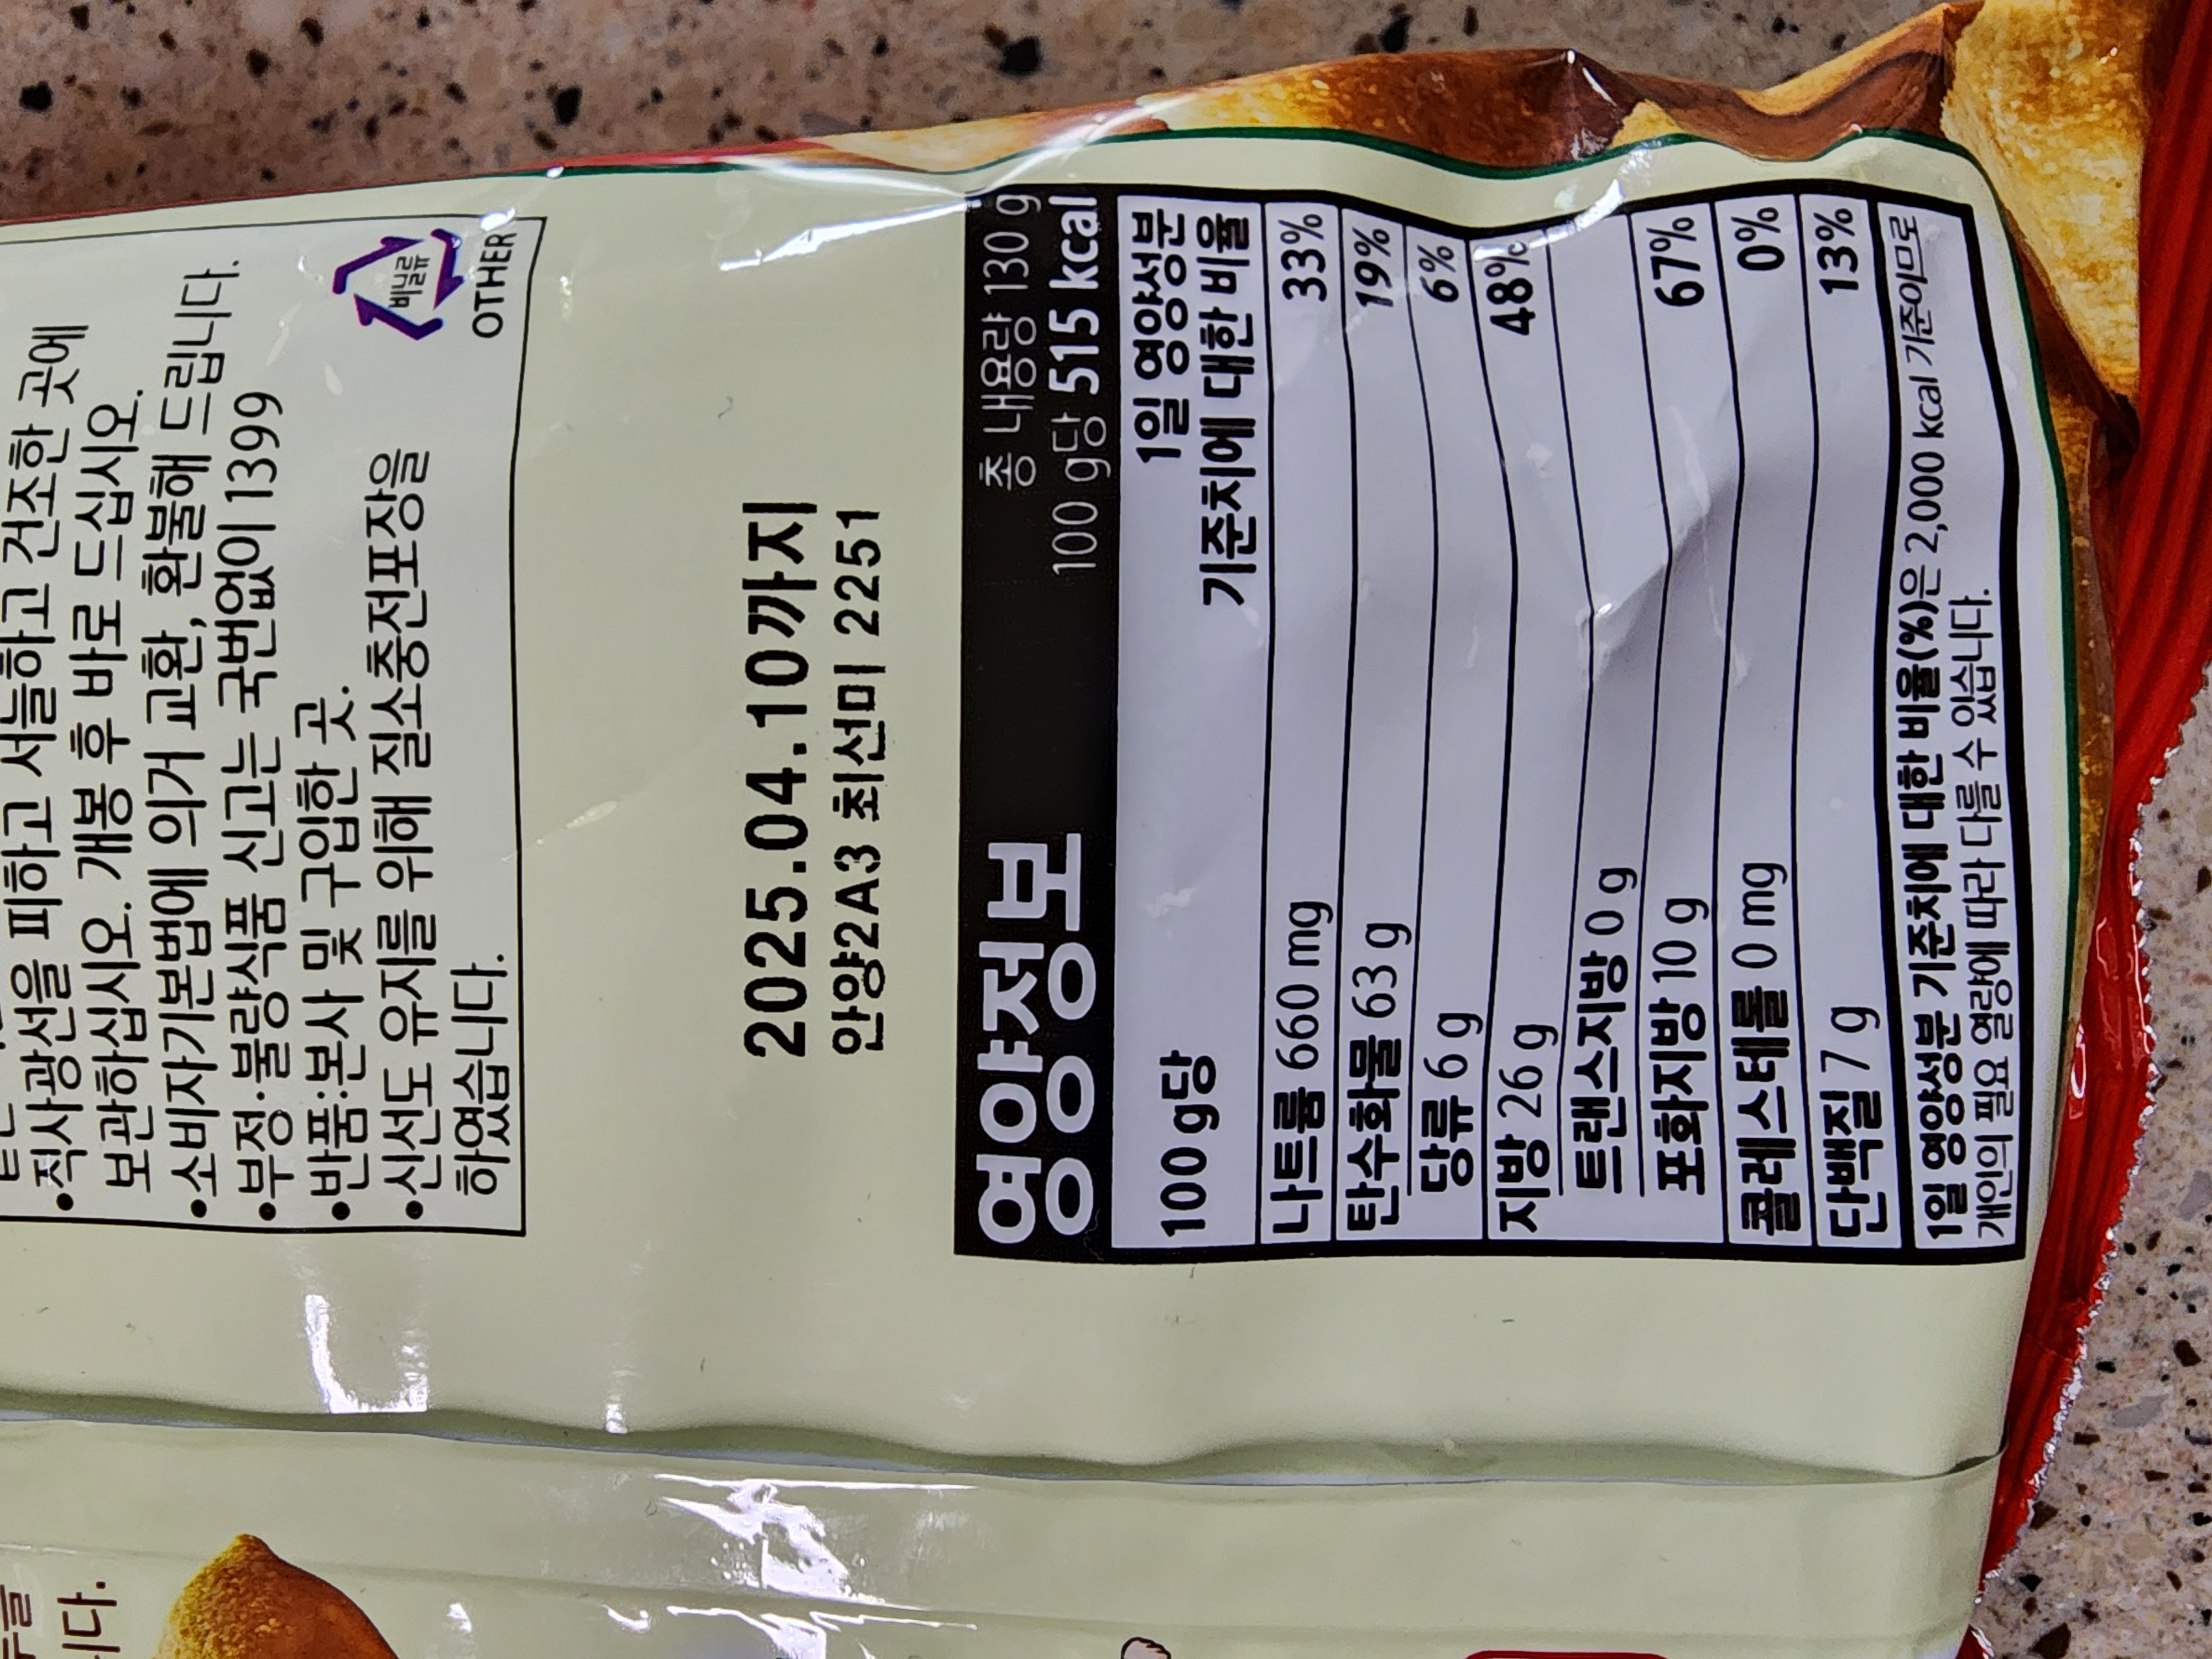 니다.
•직사광선을 피하고 서늘하고 건조한 곳에
보관하십시오. 개봉 후 바로 드십시오.
•소비자기본법에 의거 교환, 환불해 드립니다.
•부정·불량식품 신고는 국번없이 1399
•반품:본사 및 구입한 곳.
•신선도 유지를 위해 질소충전포장을
하였습니다.
비닐류
OTHER
2025.04.10까지
안양2A3 최선미 2251
영양정보
총 내용량 130 g
100 g당 515 kcal
100 g당
1일 영양성분
기준치에 대한 비율
나트륨 660 mg 33%
탄수화물 63 g 19%
당류 6 g 6%
지방 26 g 48%
트랜스지방 0 g
포화지방 10 g 67%
콜레스테롤 0 mg 0%
단백질 7 g 13%
1일 영양성분 기준치에 대한 비율(%)은 2,000 kcal 기준이므로
개인의 필요 열량에 따라 다를 수 있습니다.